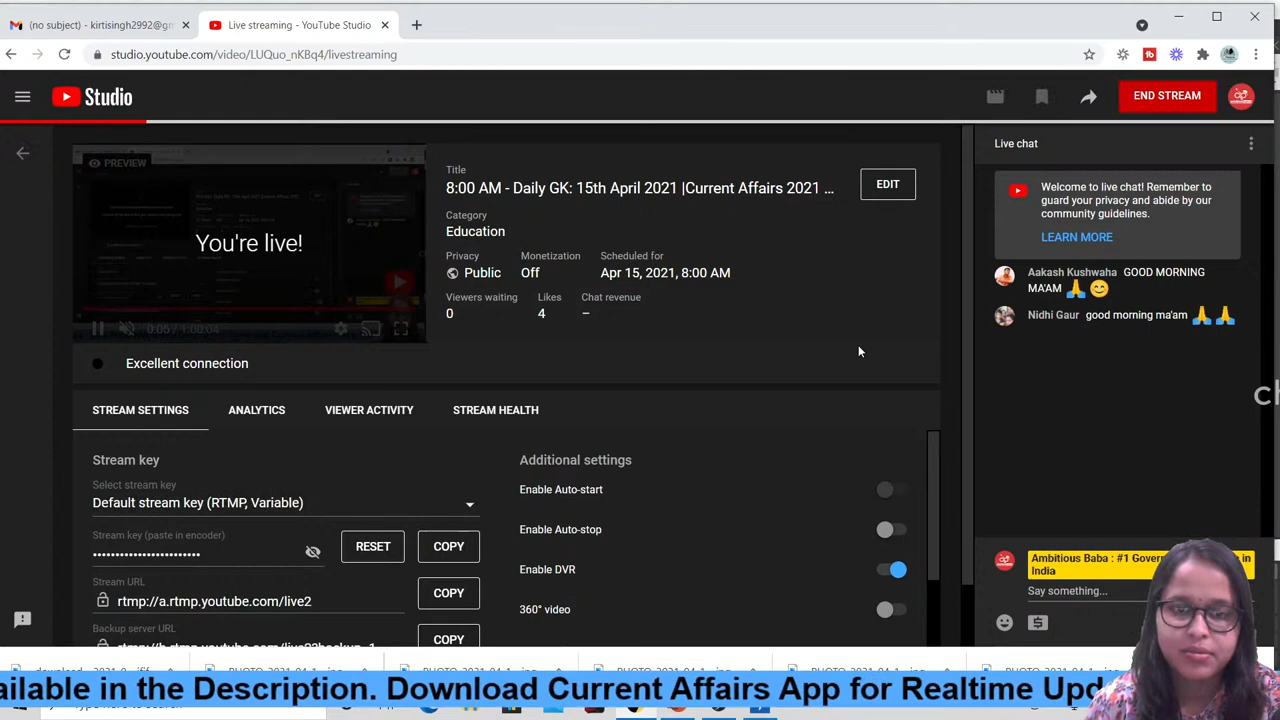 (no subject) - kirtisingh2992@gm
Live streaming - YouTube Studio
studio.youtube.com/video/LUQuo_nKBq4/livestreaming
Studio
END STREAM
PREVIEW
You're live!
0:05 / 1:00:04
Excellent connection
Title
8:00 AM - Daily GK: 15th April 2021 |Current Affairs 2021 ...
EDIT
Category
Education
Privacy
Monetization
Scheduled for
Public
Off
Apr 15, 2021, 8:00 AM
Viewers waiting
Likes
Chat revenue
0
4
–
Live chat
Welcome to live chat! Remember to
guard your privacy and abide by our
community guidelines.
LEARN MORE
Aakash Kushwaha GOOD MORNING
MA'AM 🙏 😊
Nidhi Gaur good morning ma'am 🙏 🙏
ch
STREAM SETTINGS
ANALYTICS
VIEWER ACTIVITY
STREAM HEALTH
Stream key
Select stream key
Default stream key (RTMP, Variable)
Stream key (paste in encoder)
••••••••••••••••••••••••
RESET
COPY
Stream URL
rtmp://a.rtmp.youtube.com/live2
COPY
Backup server URL
COPY
Additional settings
Enable Auto-start
Enable Auto-stop
Enable DVR
360° video
Ambitious Baba : #1 Gover
in
India
Say something...
ailable in the Description. Download Current Affairs App for Realtime Upd